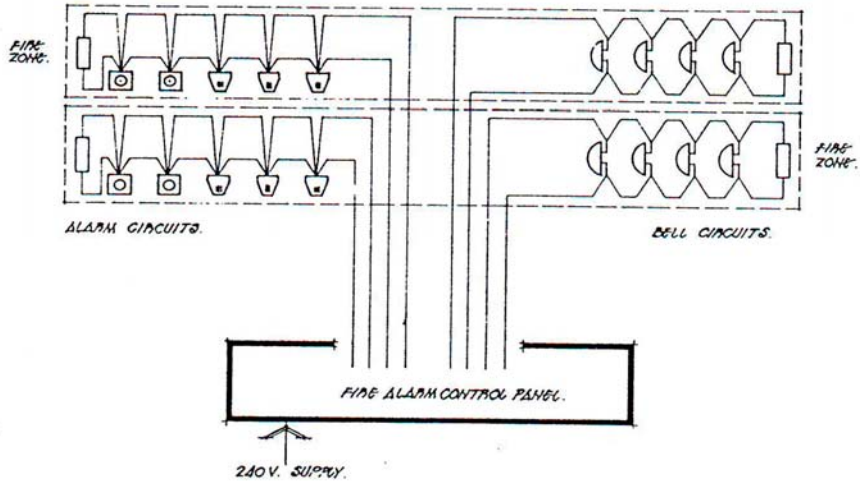 FIRE
ZONE.
FIRE
ZONE.
ALARM CIRCUITS.
BELL CIRCUITS.
FIRE ALARM CONTROL PANEL.
240V. SUPPLY.